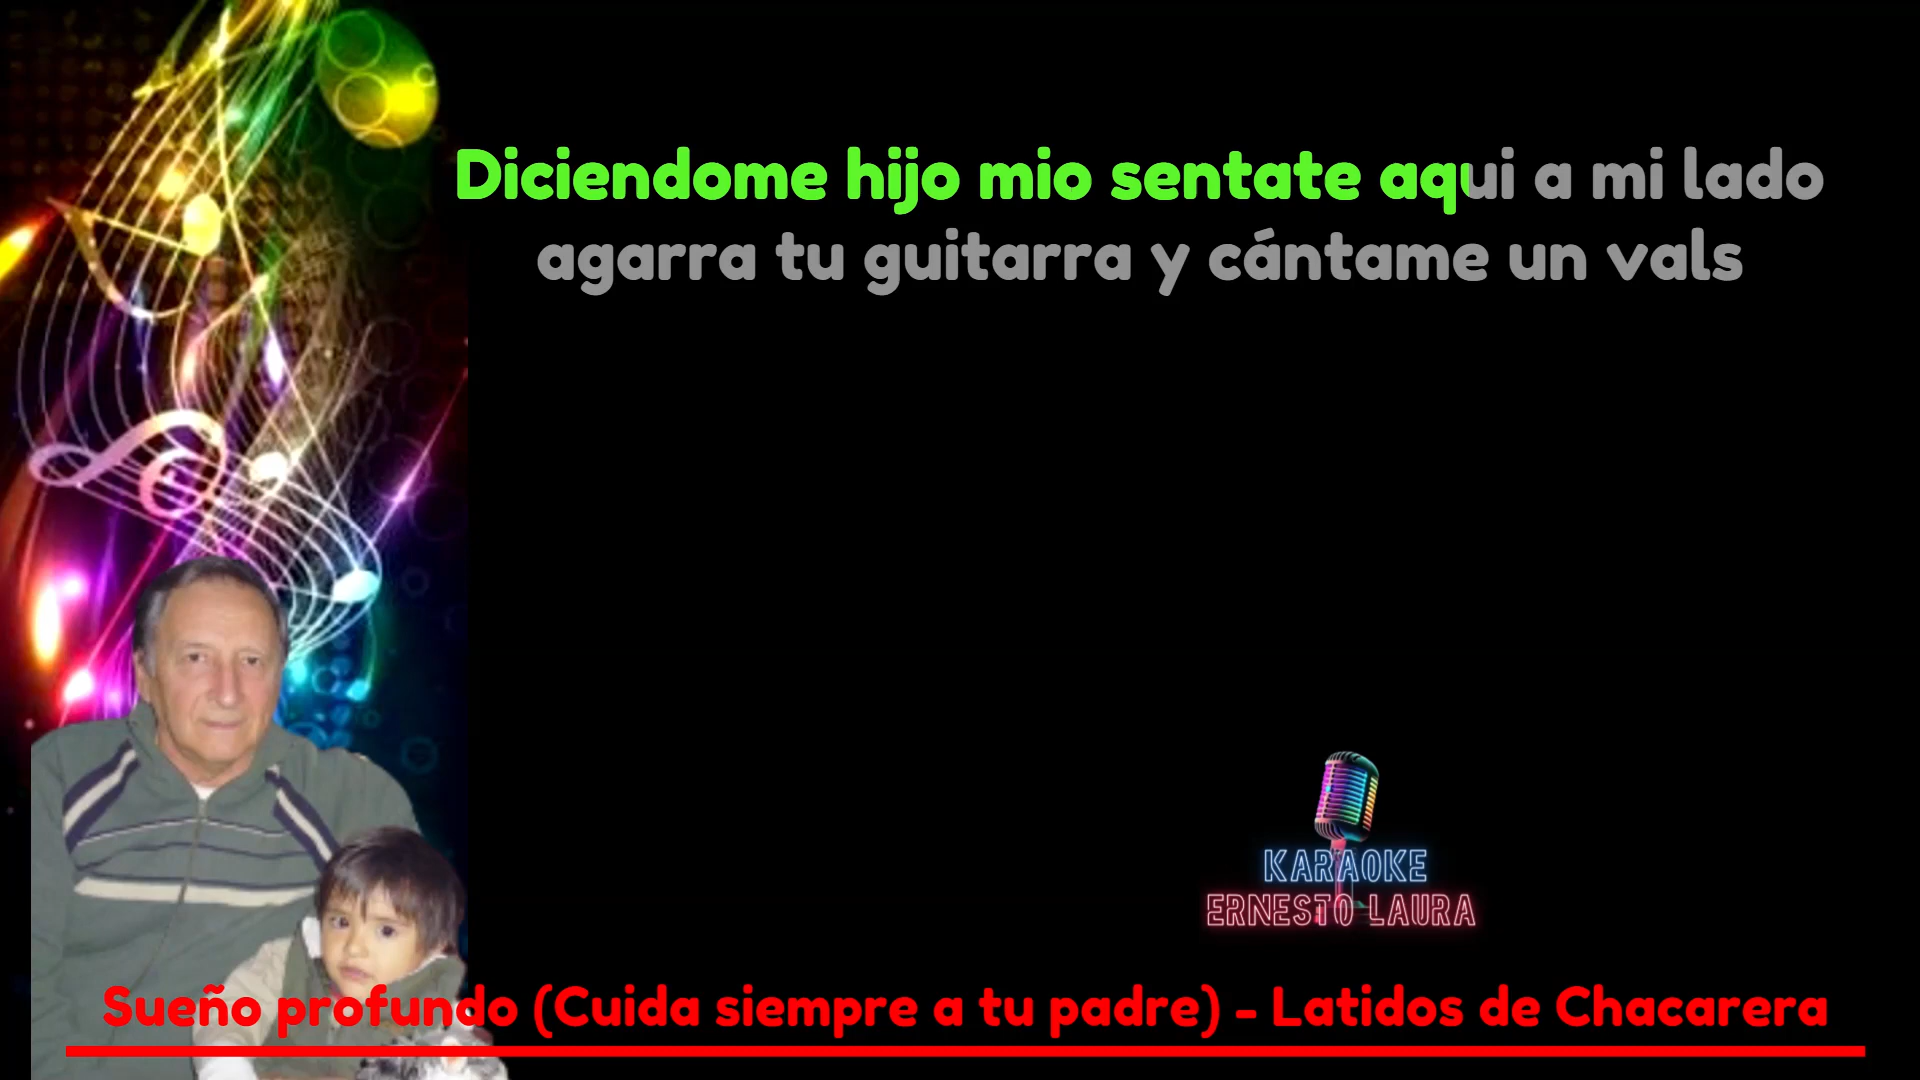 Diciendome hijo mio sentate aqui a mi lado
agarra tu guitarra y cántame un vals
KARAOKE
ERNESTO LAURA
Sueño profundo (Cuida siempre a tu padre) - Latidos de Chacarera